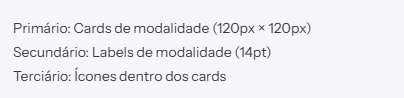 Primário: Cards de modalidade (120px × 120px)
Secundário: Labels de modalidade (14pt)
Terciário: Ícones dentro dos cards